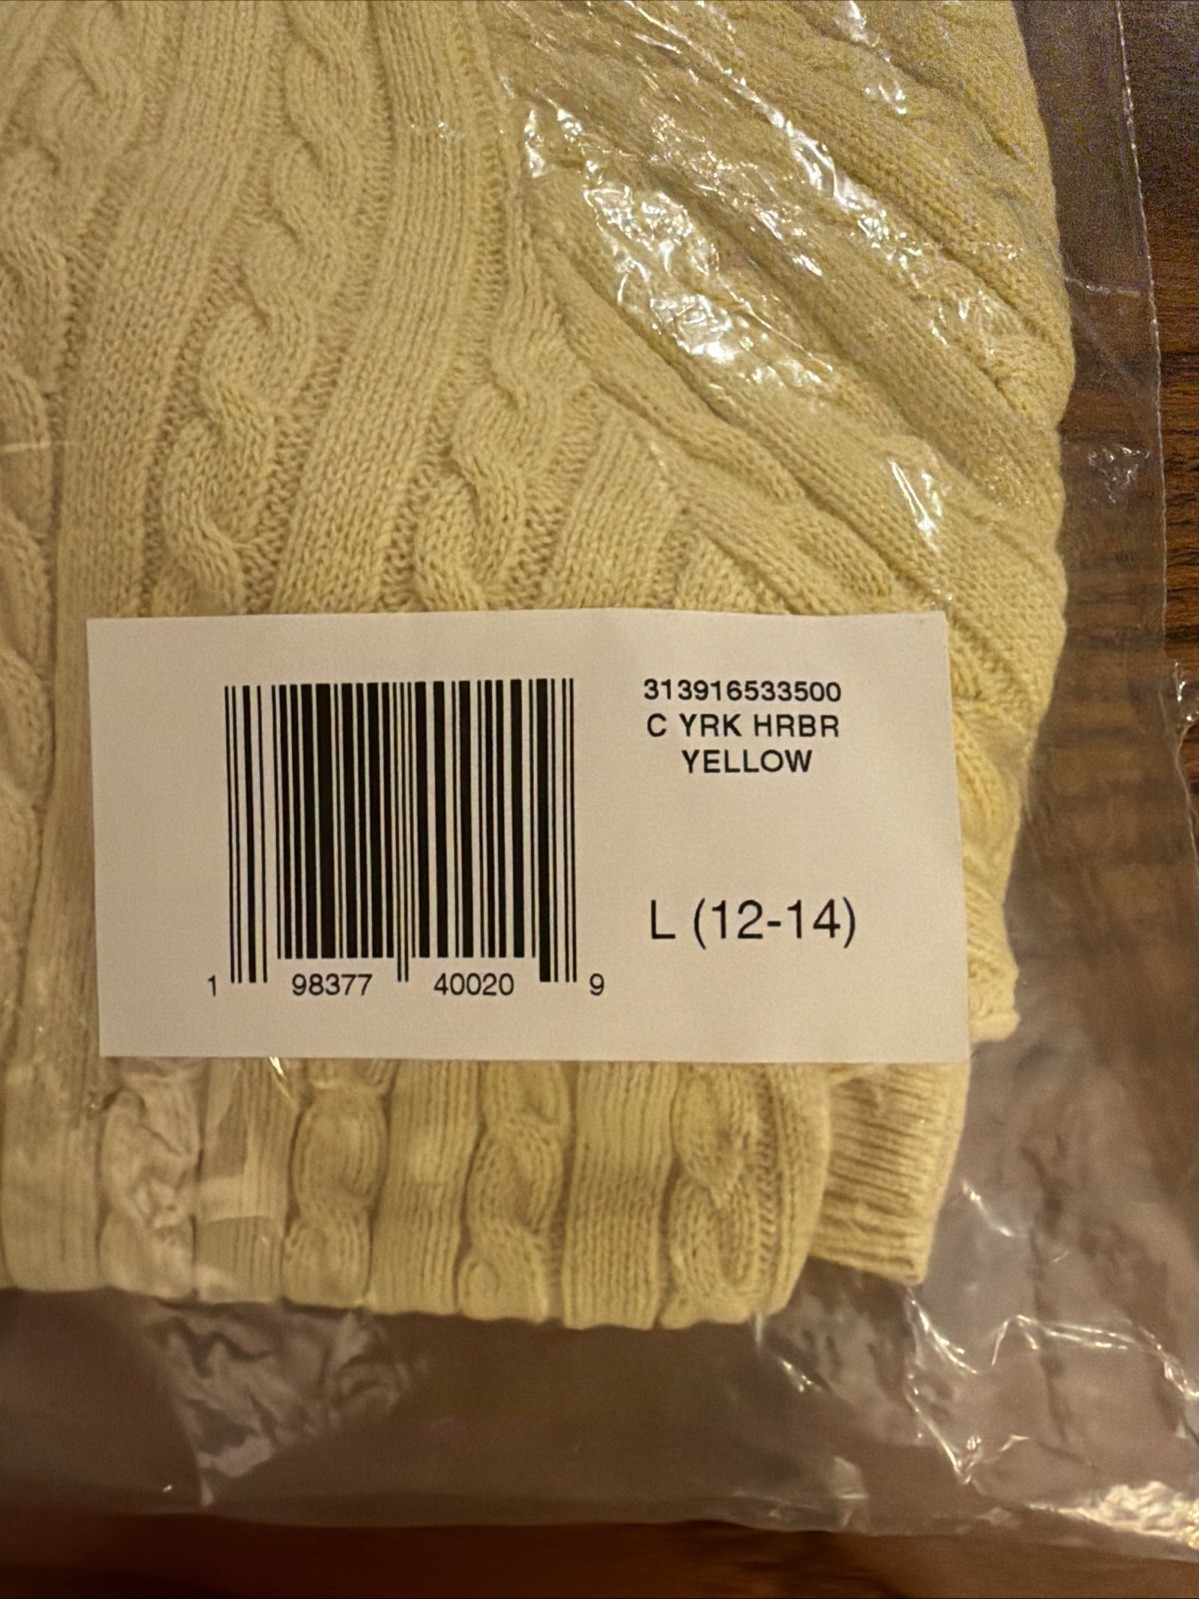 313916533500
C YRK HRBR
YELLOW
L (12-14)
1 98377 40020 9